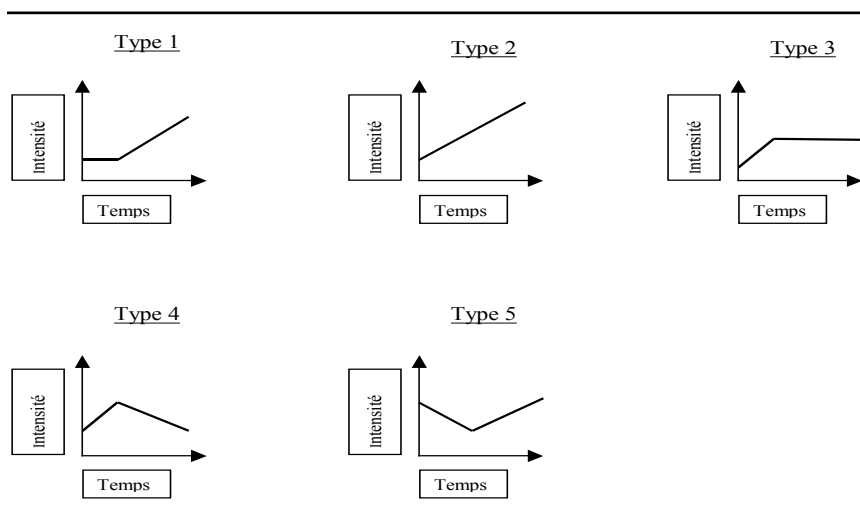 Type 1
Type 2
Type 3
Intensité
Intensité
Intensité
Temps
Temps
Temps
Type 4
Type 5
Intensité
Intensité
Temps
Temps